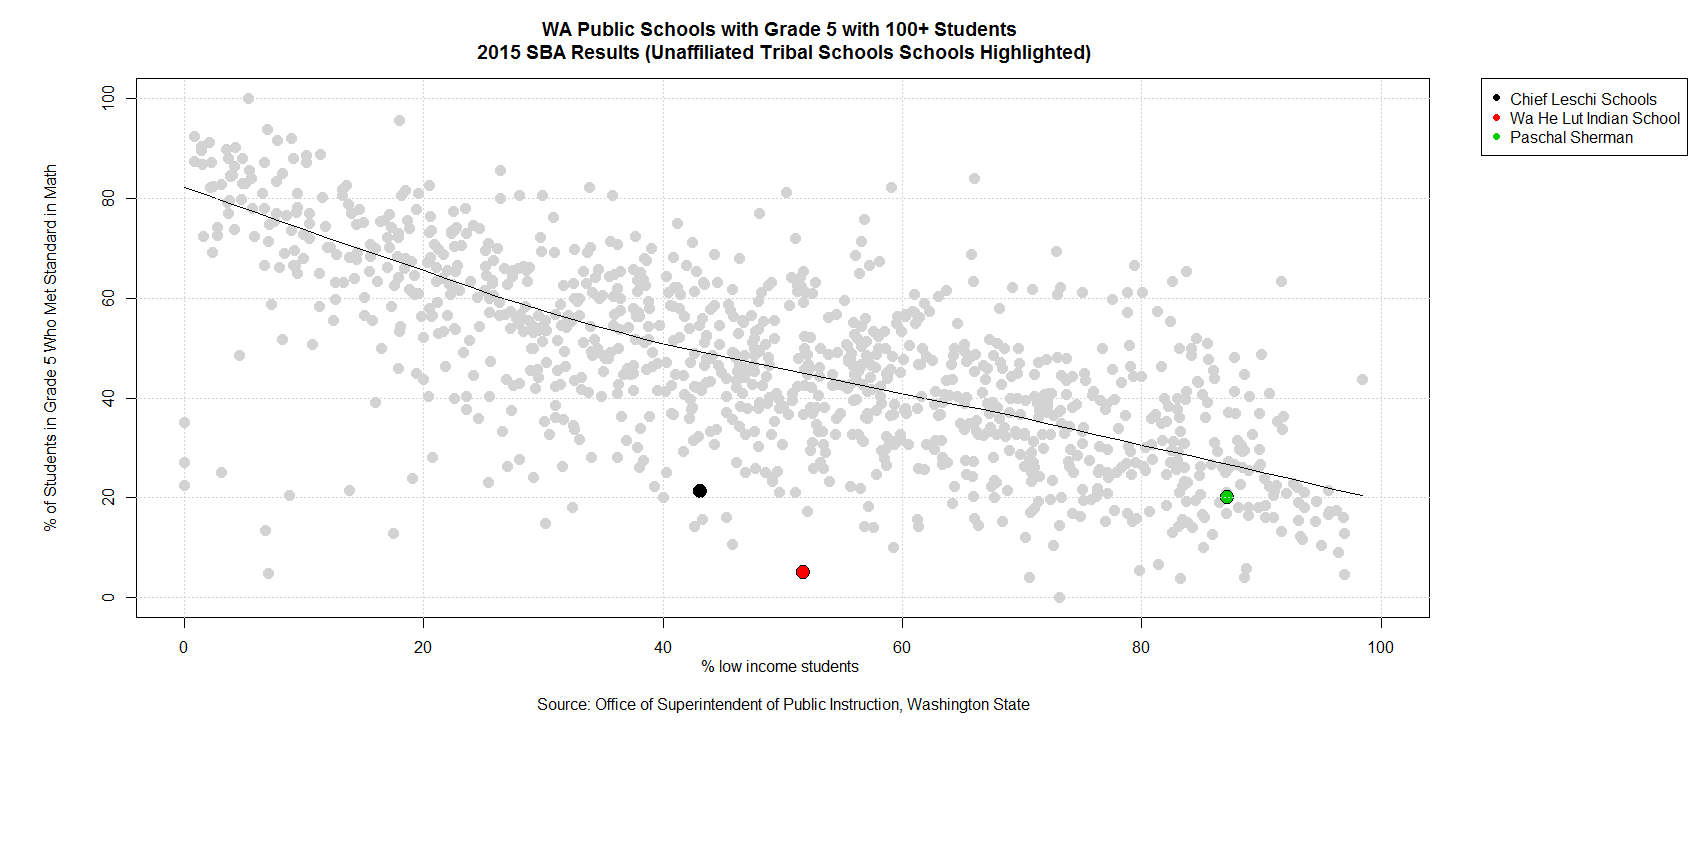 WA Public Schools with Grade 5 with 100+ Students
2015 SBA Results (Unaffiliated Tribal Schools Schools Highlighted)
% of Students in Grade 5 Who Met Standard in Math
100
80
60
40
20
0
0 20 40 60 80 100
% low income students
Source: Office of Superintendent of Public Instruction, Washington State
Chief Leschi Schools
Wa He Lut Indian School
Paschal Sherman